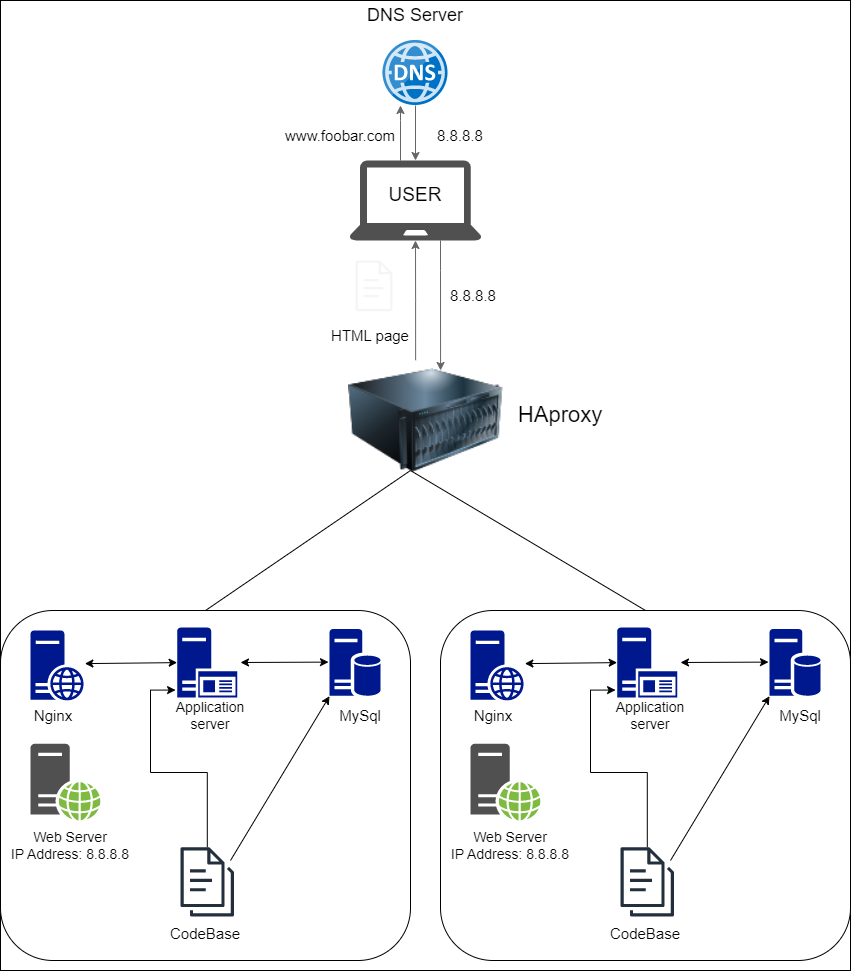 DNS Server
DNS
www.foobar.com
8.8.8.8
USER
8.8.8.8
HTML page
HAproxy
Nginx
Application
server
MySql
Web Server
IP Address: 8.8.8.8
CodeBase
Nginx
Application
server
MySql
Web Server
IP Address: 8.8.8.8
CodeBase